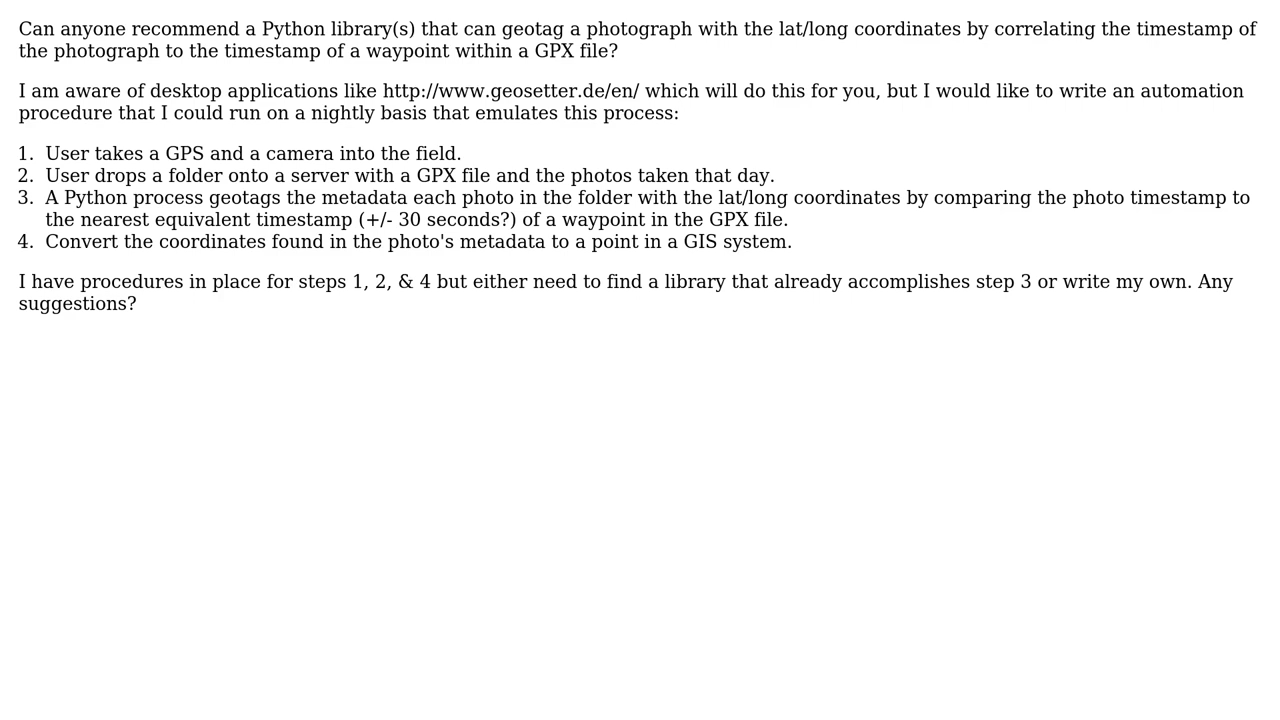 Can anyone recommend a Python library(s) that can geotag a photograph with the lat/long coordinates by correlating the timestamp of
the photograph to the timestamp of a waypoint within a GPX file?
I am aware of desktop applications like http://www.geosetter.de/en/ which will do this for you, but I would like to write an automation
procedure that I could run on a nightly basis that emulates this process:
1. User takes a GPS and a camera into the field.
2. User drops a folder onto a server with a GPX file and the photos taken that day.
3. A Python process geotags the metadata each photo in the folder with the lat/long coordinates by comparing the photo timestamp to
the nearest equivalent timestamp (+/- 30 seconds?) of a waypoint in the GPX file.
4. Convert the coordinates found in the photo's metadata to a point in a GIS system.
I have procedures in place for steps 1, 2, & 4 but either need to find a library that already accomplishes step 3 or write my own. Any
suggestions?